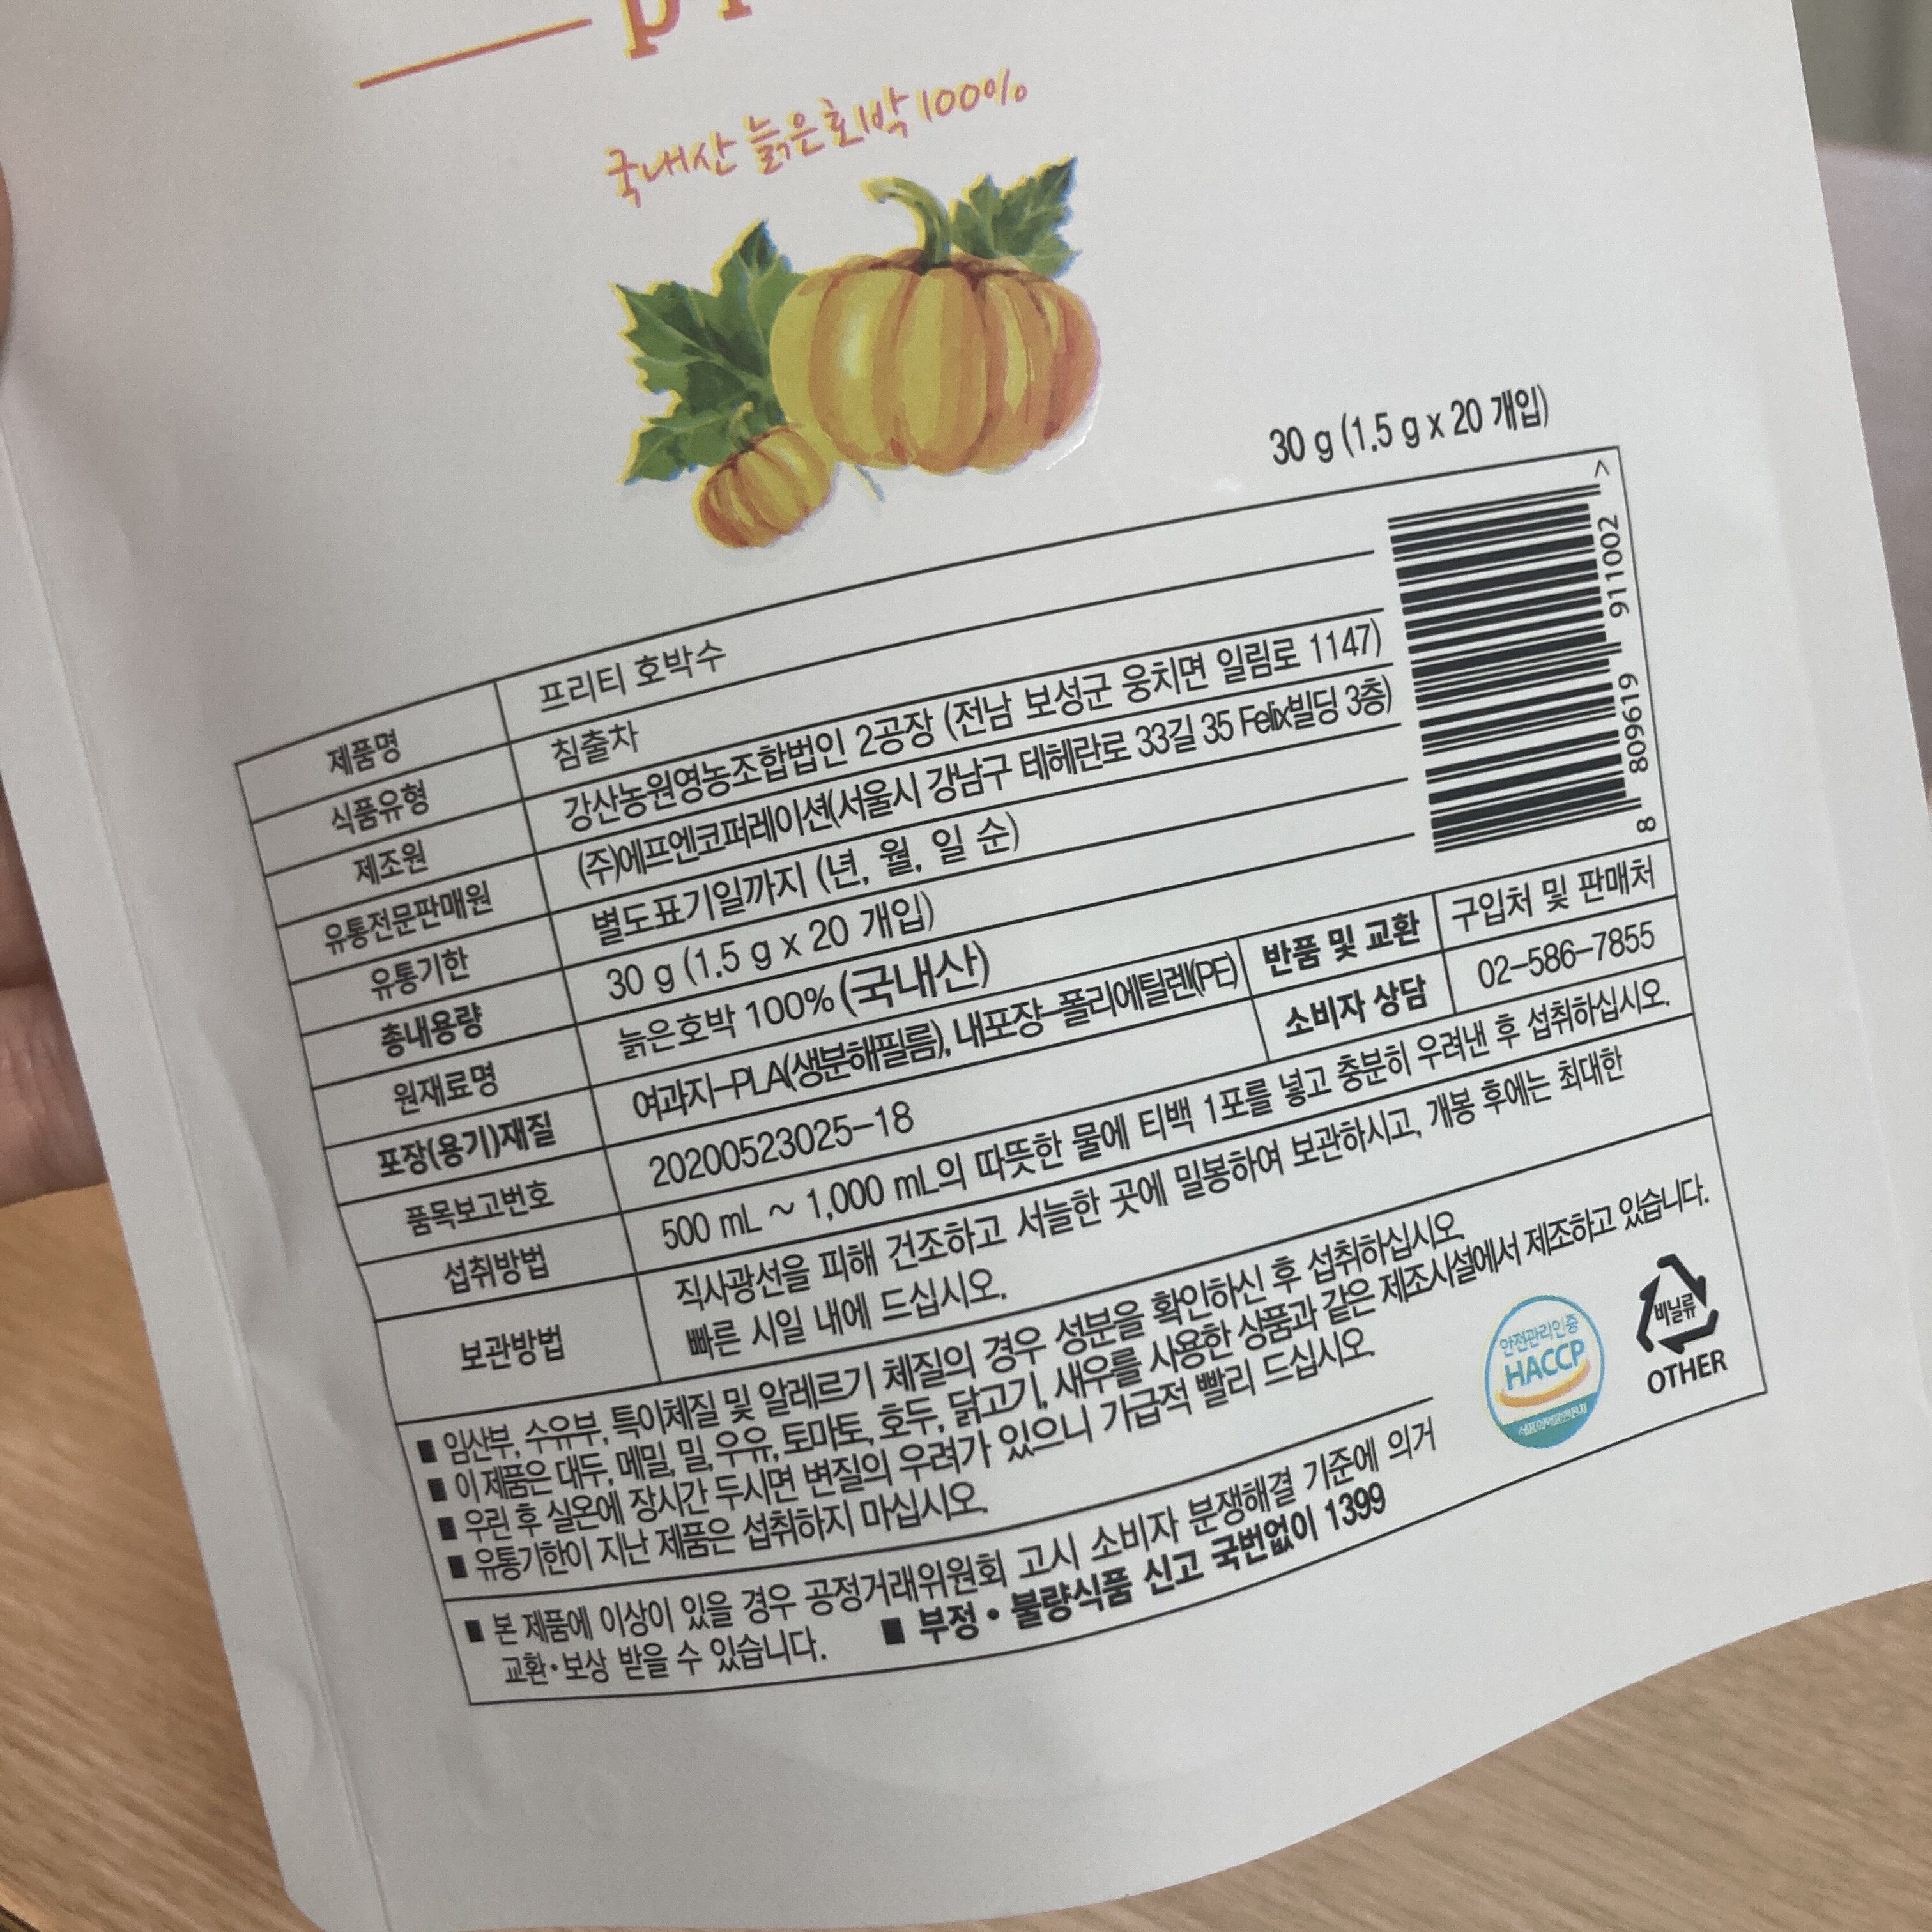 국내산 늙은호박 100%
30 g (1.5 g x 20 개입)
제품명 프리티 호박수
식품유형 침출차
제조원 강산농원영농조합법인 2공장 (전남 보성군 웅치면 일림로 1147)
유통전문판매원 (주)에프엔코퍼레이션(서울시 강남구 테헤란로 33길 35 Felix빌딩 3층)
유통기한 별도표기일까지 (년, 월, 일 순)
총내용량 30 g (1.5 g x 20 개입)
원재료명 늙은호박 100% (국내산)
포장(용기)재질 여과지-PLA(생분해필름), 내포장-폴리에틸렌(PE)
품목보고번호 20200523025-18
반품 및 교환 구입처 및 판매처
소비자 상담 02-586-7855
섭취방법 500 mL ~ 1,000 mL의 따뜻한 물에 티백 1포를 넣고 충분히 우려낸 후 섭취하십시오.
보관방법 직사광선을 피해 건조하고 서늘한 곳에 밀봉하여 보관하시고, 개봉 후에는 최대한
빠른 시일 내에 드십시오.
■ 임산부, 수유부, 특이체질 및 알레르기 체질의 경우 성분을 확인하신 후 섭취하십시오.
■ 이 제품은 대두, 메밀, 밀, 우유, 토마토, 호두, 닭고기, 새우를 사용한 상품과 같은 제조시설에서 제조하고 있습니다.
■ 우린 후 실온에 장시간 두시면 변질의 우려가 있으니 가급적 빨리 드십시오.
■ 유통기한이 지난 제품은 섭취하지 마십시오.
■ 본 제품에 이상이 있을 경우 공정거래위원회 고시 소비자 분쟁해결 기준에 의거
교환·보상 받을 수 있습니다. ■ 부정·불량식품 신고 국번없이 1399
8 809619 911002 >
안전관리인증
HACCP
식품의약품안전처
비닐류
OTHER